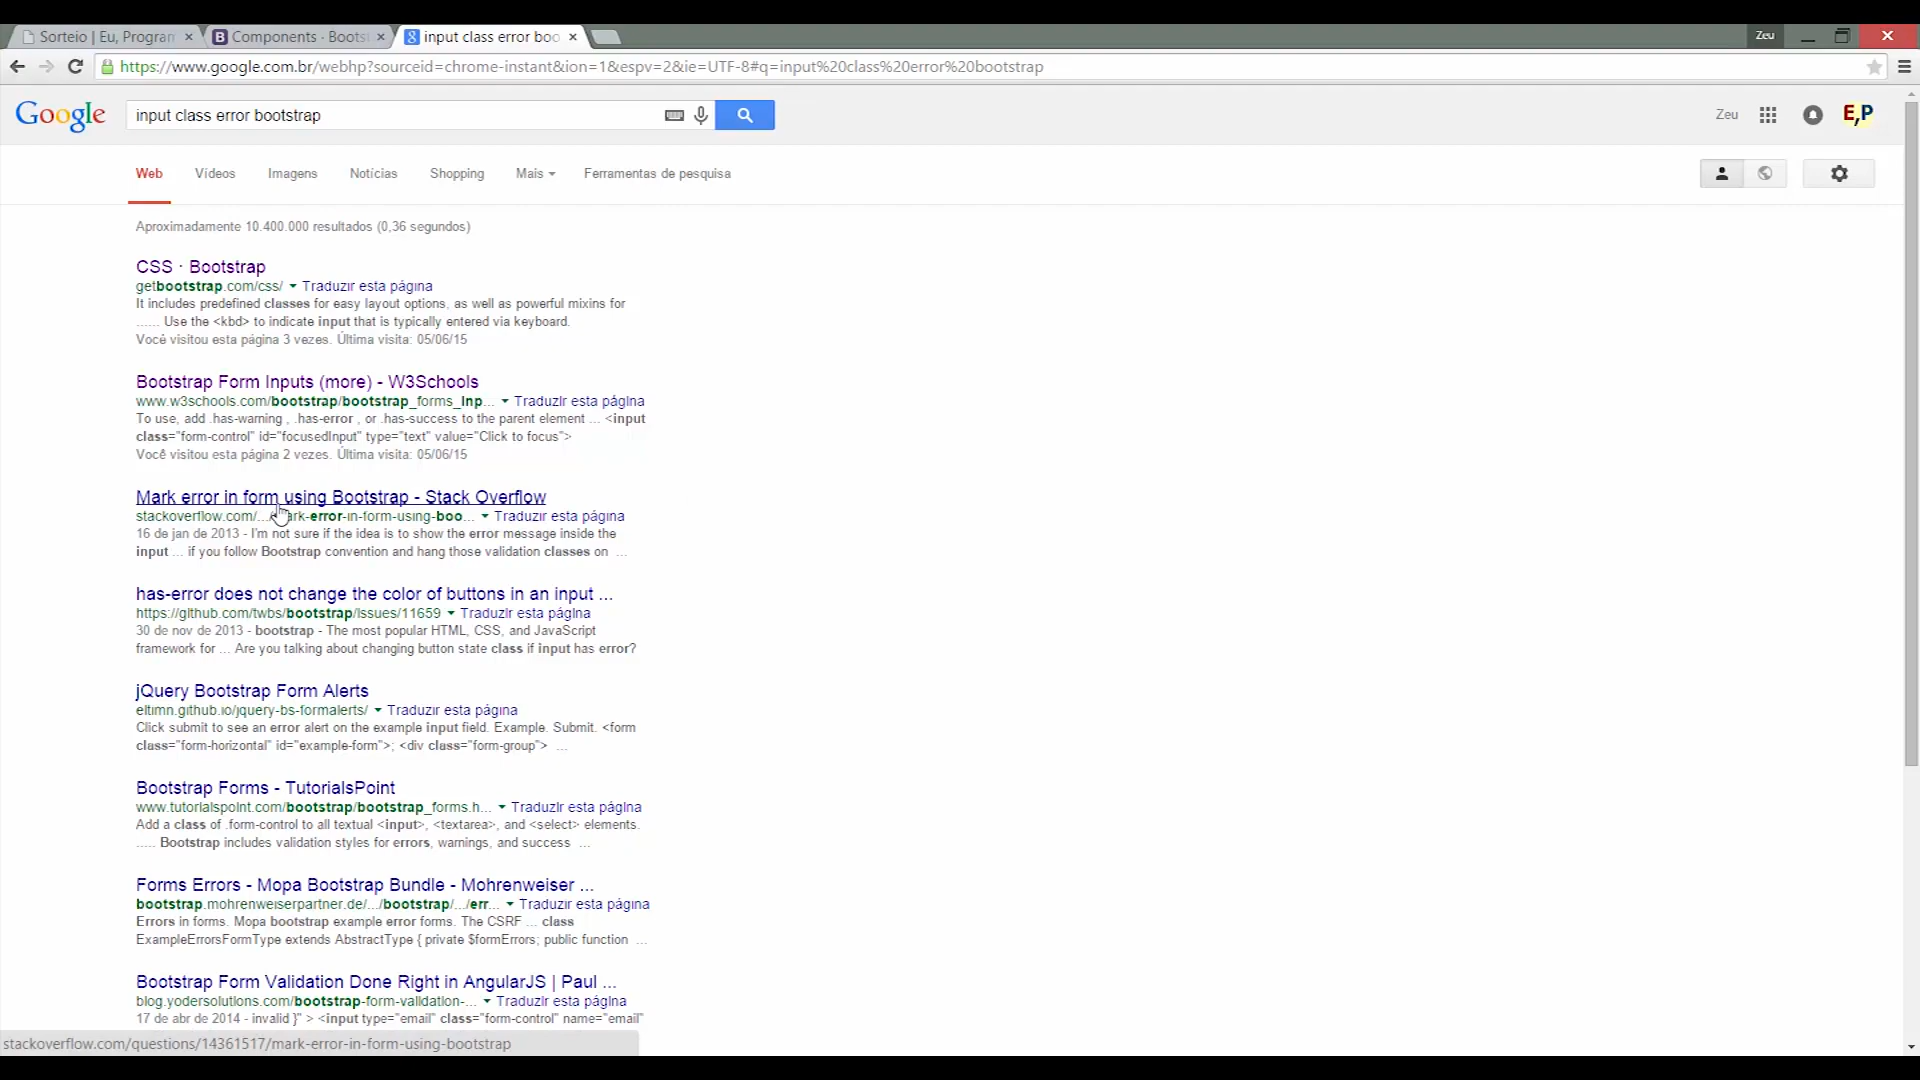 Sorteio | Eu, Program
Components · Boots
input class error boo
Zeu
https://www.google.com.br/webhp?sourceid=chrome-instant&ion=1&espv=2&ie=UTF-8#q=input%20class%20error%20bootstrap
Google
input class error bootstrap
Zeu
E,P
Web
Vídeos
Imagens
Notícias
Shopping
Mais
Ferramentas de pesquisa
Aproximadamente 10.400.000 resultados (0,36 segundos)
CSS · Bootstrap
getbootstrap.com/css/ Traduzir esta página
It includes predefined classes for easy layout options, as well as powerful mixins for
...... Use the <kbd> to indicate input that is typically entered via keyboard.
Você visitou esta página 3 vezes. Última visita: 05/06/15
Bootstrap Form Inputs (more) - W3Schools
www.w3schools.com/bootstrap/bootstrap_forms_inp... Traduzir esta página
To use, add .has-warning , .has-error , or .has-success to the parent element ... <input
class="form-control" id="focusedInput" type="text" value="Click to focus">
Você visitou esta página 2 vezes. Última visita: 05/06/15
Mark error in form using Bootstrap - Stack Overflow
stackoverflow.com/.../mark-error-in-form-using-boo... Traduzir esta página
16 de jan de 2013 - I'm not sure if the idea is to show the error message inside the
input ... if you follow Bootstrap convention and hang those validation classes on ...
has-error does not change the color of buttons in an input ...
https://github.com/twbs/bootstrap/issues/11659 Traduzir esta página
30 de nov de 2013 - bootstrap - The most popular HTML, CSS, and JavaScript
framework for ... Are you talking about changing button state class if input has error?
jQuery Bootstrap Form Alerts
eltimn.github.io/jquery-bs-formalerts/ Traduzir esta página
Click submit to see an error alert on the example input field. Example. Submit. <form
class="form-horizontal" id="example-form">; <div class="form-group"> ...
Bootstrap Forms - TutorialsPoint
www.tutorialspoint.com/bootstrap/bootstrap_forms.h... Traduzir esta página
Add a class of .form-control to all textual <input>, <textarea>, and <select> elements.
..... Bootstrap includes validation styles for errors, warnings, and success ...
Forms Errors - Mopa Bootstrap Bundle - Mohrenweiser ...
bootstrap.mohrenweiserpartner.de/.../bootstrap/.../err... Traduzir esta página
Errors in forms. Mopa bootstrap example error forms. The CSRF ... class
ExampleErrorsFormType extends AbstractType { private $formErrors; public function ...
Bootstrap Form Validation Done Right in AngularJS | Paul ...
blog.yodersolutions.com/bootstrap-form-validation-... Traduzir esta página
17 de abr de 2014 - invalid }" > <input type="email" class="form-control" name="email"
stackoverflow.com/questions/14361517/mark-error-in-form-using-bootstrap